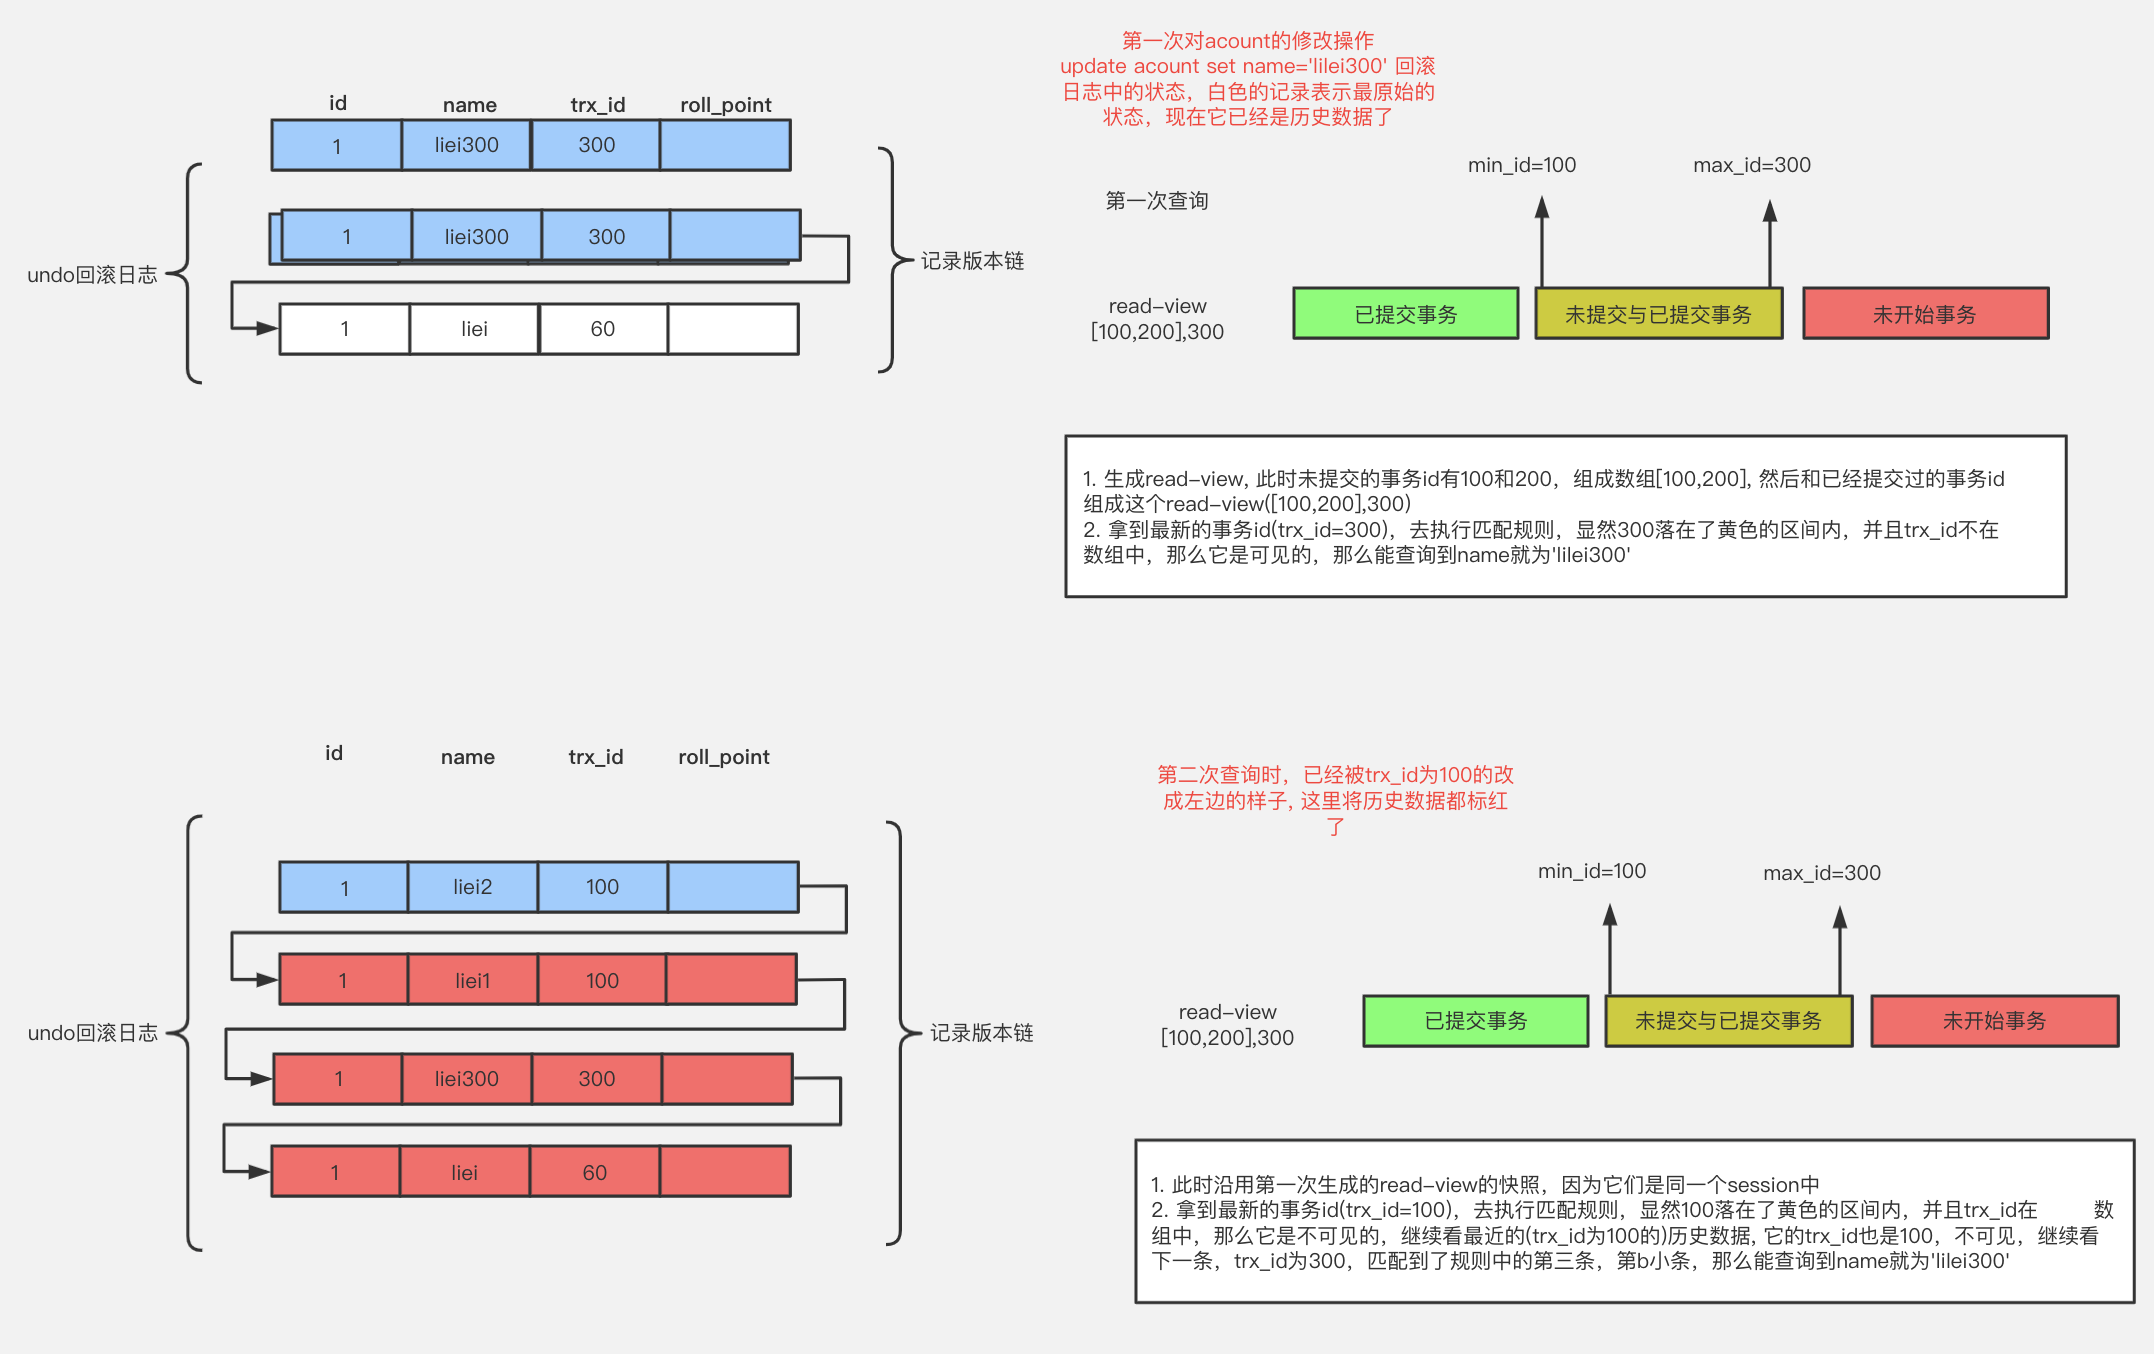 第一次对acount的修改操作
update acount set name='lilei300' 回滚
日志中的状态，白色的记录表示最原始的
状态，现在它已经是历史数据了
id name trx_id roll_point
1 liei300 300
1 liei300 300
1 liei 60
undo回滚日志
记录版本链
第一次查询
min_id=100 max_id=300
read-view
[100,200],300
已提交事务 未提交与已提交事务 未开始事务
1. 生成read-view, 此时未提交的事务id有100和200，组成数组[100,200], 然后和已经提交过的事务id
组成这个read-view([100,200],300)
2. 拿到最新的事务id(trx_id=300)，去执行匹配规则，显然300落在了黄色的区间内，并且trx_id不在
数组中，那么它是可见的，那么能查询到name就为'lilei300'
id name trx_id roll_point
1 liei2 100
1 liei1 100
1 liei300 300
1 liei 60
undo回滚日志
记录版本链
第二次查询时，已经被trx_id为100的改
成左边的样子, 这里将历史数据都标红
了
min_id=100 max_id=300
read-view
[100,200],300
已提交事务 未提交与已提交事务 未开始事务
1. 此时沿用第一次生成的read-view的快照，因为它们是同一个session中
2. 拿到最新的事务id(trx_id=100)，去执行匹配规则，显然100落在了黄色的区间内，并且trx_id在 数
组中，那么它是不可见的，继续看最近的(trx_id为100的)历史数据, 它的trx_id也是100，不可见，继续看
下一条，trx_id为300，匹配到了规则中的第三条，第b小条，那么能查询到name就为'lilei300'